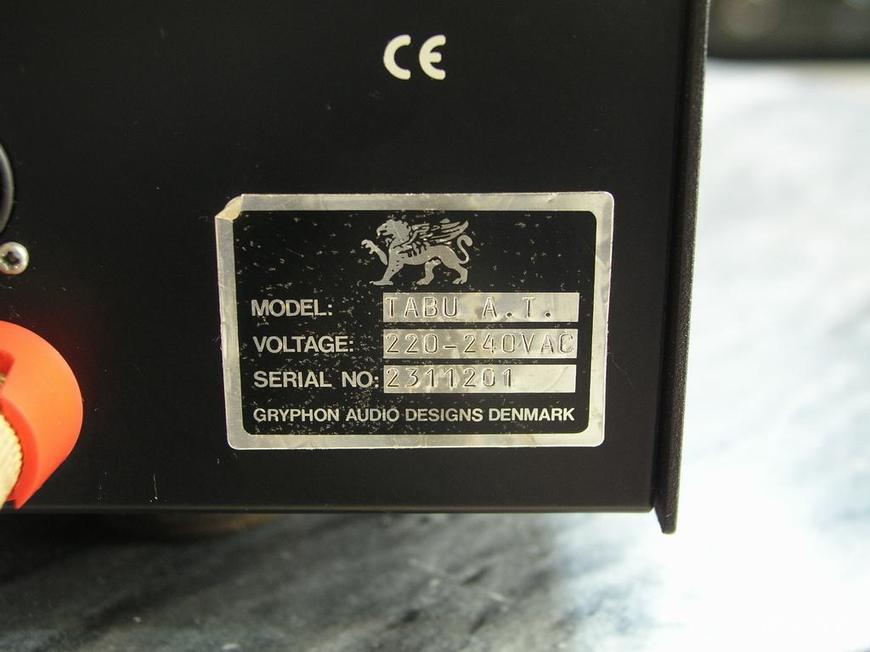 CE
MODEL: TABU A.T.
VOLTAGE: 220-240VAC
SERIAL NO: 2311201
GRYPHON AUDIO DESIGNS DENMARK